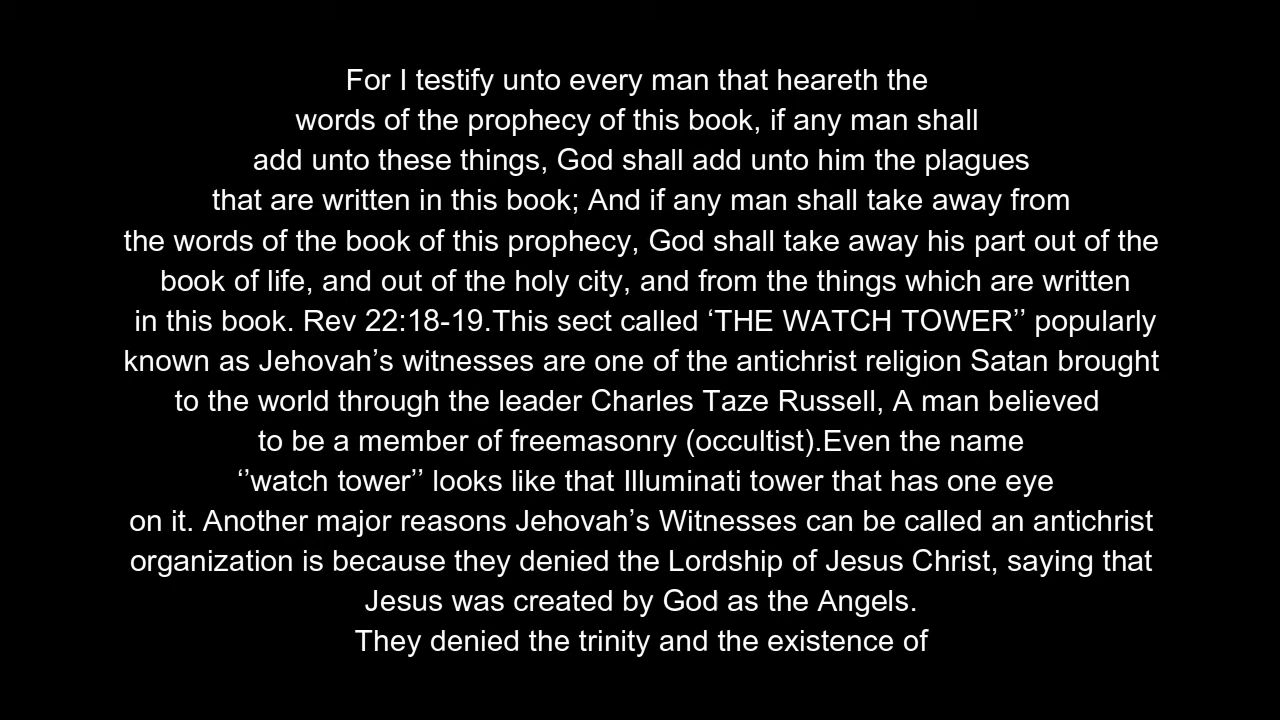 For I testify unto every man that heareth the
words of the prophecy of this book, if any man shall
add unto these things, God shall add unto him the plagues
that are written in this book; And if any man shall take away from
the words of the book of this prophecy, God shall take away his part out of the
book of life, and out of the holy city, and from the things which are written
in this book. Rev 22:18-19.This sect called ‘THE WATCH TOWER’’ popularly
known as Jehovah’s witnesses are one of the antichrist religion Satan brought
to the world through the leader Charles Taze Russell, A man believed
to be a member of freemasonry (occultist).Even the name
‘’watch tower’’ looks like that Illuminati tower that has one eye
on it. Another major reasons Jehovah’s Witnesses can be called an antichrist
organization is because they denied the Lordship of Jesus Christ, saying that
Jesus was created by God as the Angels.
They denied the trinity and the existence of